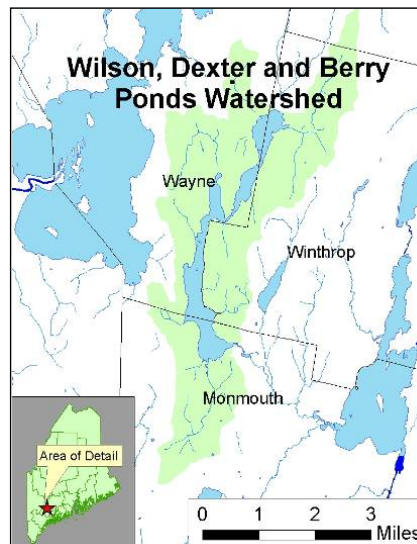 Wilson, Dexter and Berry
Ponds Watershed
Wayne
Winthrop
Monmouth
Area of Detail
0 1 2 3
Miles